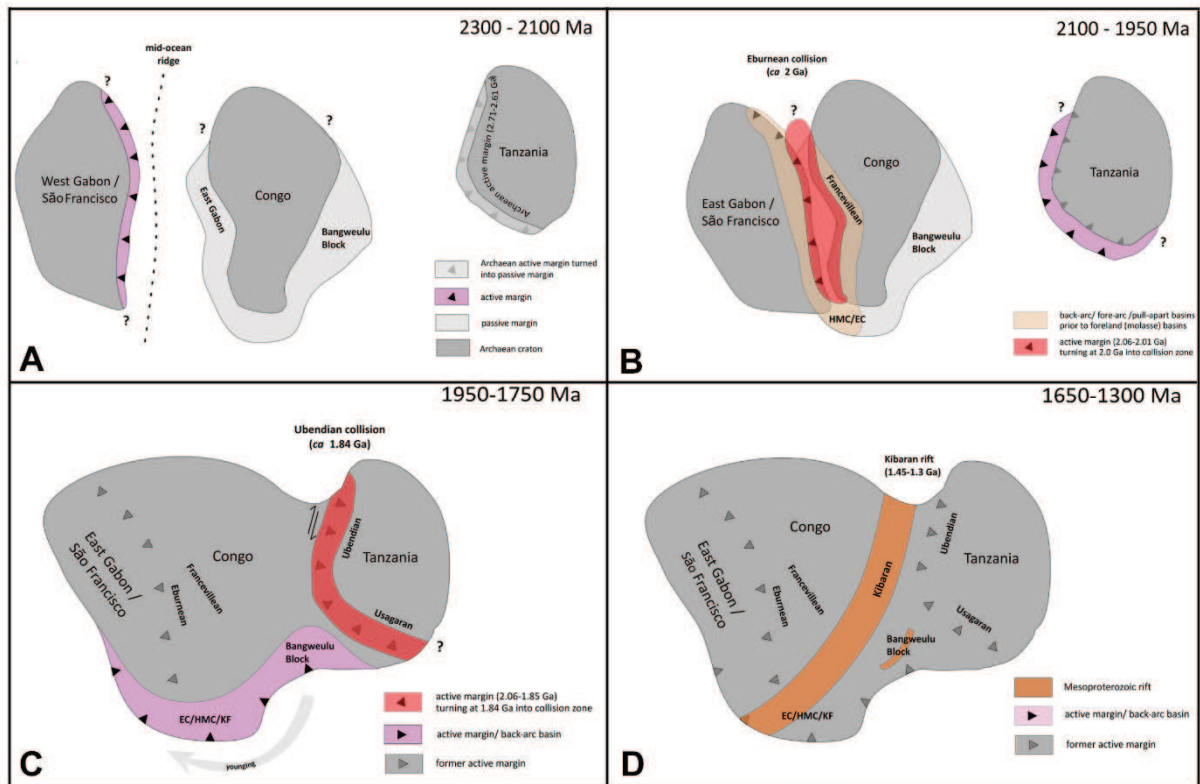 2300 - 2100 Ma
mid-ocean
ridge
?
?
?
?
?
West Gabon /
São Francisco
East Gabon
Congo
Bangweulu
Block
Archaean active margin (2.71-2.61 Ga)
Tanzania
Archaean active margin turned
into passive margin
active margin
passive margin
Archaean craton
A
2100 - 1950 Ma
Eburnean collision
(ca 2 Ga)
?
?
?
East Gabon /
São Francisco
Francevillean
Congo
Bangweulu
Block
HMC/EC
Tanzania
back-arc/ fore-arc /pull-apart basins
prior to foreland (molasse) basins
active margin (2.06-2.01 Ga)
turning at 2.0 Ga into collision zone
B
1950-1750 Ma
Ubendian collision
(ca 1.84 Ga)
East Gabon /
São Francisco
Congo
Francevillean
Eburnean
Ubendian
Tanzania
Usagaran
?
Bangweulu
Block
EC/HMC/KF
younging
active margin (2.06-1.85 Ga)
turning at 1.84 Ga into collision zone
active margin/ back-arc basin
former active margin
C
1650-1300 Ma
Kibaran rift
(1.45-1.3 Ga)
East Gabon /
São Francisco
Congo
Francevillean
Eburnean
Kibaran
Ubendian
Tanzania
Usagaran
Bangweulu
Block
EC/HMC/KF
Mesoproterozoic rift
active margin/ back-arc basin
former active margin
D